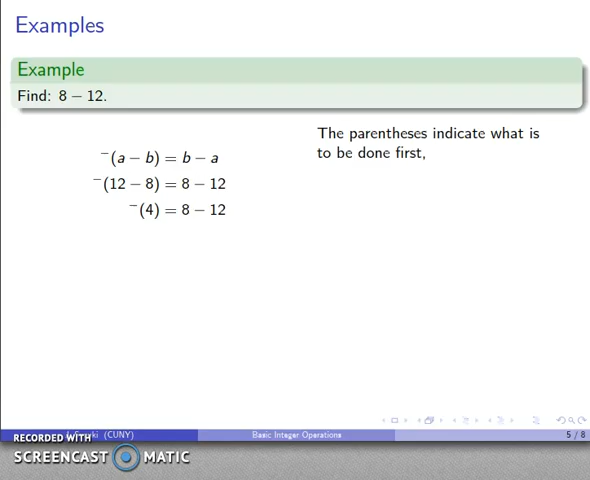 Examples
Example
Find: 8 − 12.
The parentheses indicate what is
to be done first,
⁻(a − b) = b − a
⁻(12 − 8) = 8 − 12
⁻(4) = 8 − 12
(CUNY)
Basic Integer Operations
5 / 8
RECORDED WITH
SCREENCAST MATIC